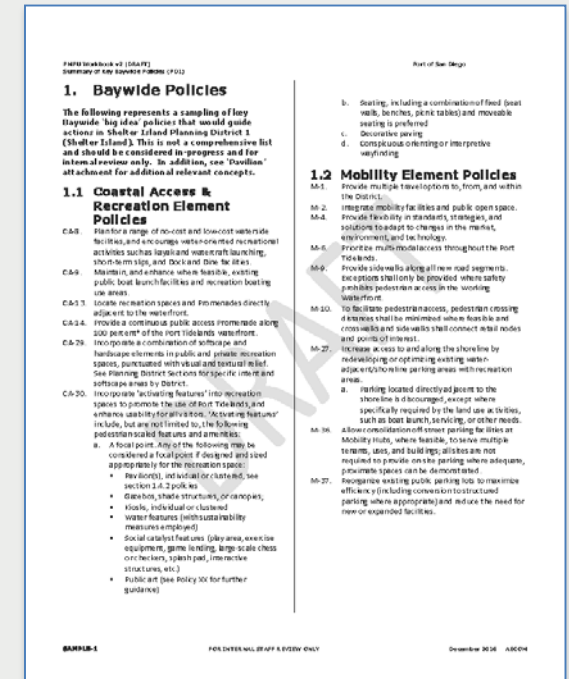 PMPU Workbook v2 (DRAFT)
Summary of Key Baywide Policies (PD1)
Port of San Diego
1. Baywide Policies
The following represents a sampling of key
Baywide 'big idea' policies that would guide
actions in Shelter Island Planning District 1
(Shelter Island). This is not a comprehensive list
and should be considered in-progress and for
internal review only. In addition, see 'Pavilion'
attachment for additional relevant concepts.
1.1 Coastal Access &
Recreation Element
Policies
CA-8. Plan for a range of no-cost and low-cost waterside
facilities, and encourage water-oriented recreational
activities such as kayak and watercraft launching,
short-term slips, and Dock and Dine facilities.
CA-9. Maintain, and enhance where feasible, existing
public boat launch facilities and recreation boating
use areas.
CA-13. Locate recreation spaces and Promenades directly
adjacent to the waterfront.
CA-14. Provide a continuous public access Promenade along
100 percent* of the Port Tidelands waterfront.
CA-29. Incorporate a combination of softscape and
hardscape elements in public and private recreation
spaces, punctuated with visual and textural relief.
See Planning District Sections for specific intent and
softscape areas by District.
CA-30. Incorporate 'activating features' into recreation
spaces to promote the use of Port Tidelands, and
enhance usability for all visitors. 'Activating features'
include, but are not limited to, the following
pedestrian scaled features and amenities:
a. A focal point. Any of the following may be
considered a focal point if designed and sized
appropriately for the recreation space:
▪ Pavilion(s), individual or clustered, see
section 1.4.2 policies
▪ Gazebos, shade structures, or canopies,
▪ Kiosks, individual or clustered
▪ Water features (with sustainability
measures employed)
▪ Social catalyst features (play area, exercise
equipment, game lending, large-scale chess
or checkers, splash pad, interactive
structures, etc.)
▪ Public art (see Policy XX for further
guidance)
b. Seating, including a combination of fixed (seat
walls, benches, picnic tables) and moveable
seating is preferred
c. Decorative paving
d. Conspicuous orienting or interpretive
wayfinding
1.2 Mobility Element Policies
M-1. Provide multiple travel options to, from, and within
the District.
M-2. Integrate mobility facilities and public open space.
M-4. Provide flexibility in standards, strategies, and
solutions to adapt to changes in the market,
environment, and technology.
M-6. Prioritize multimodal access throughout the Port
Tidelands.
M-9. Provide sidewalks along all new road segments.
Exceptions shall only be provided where safety
prohibits pedestrian access in the Working
Waterfront.
M-10. To facilitate pedestrian access, pedestrian crossing
distances shall be minimized where feasible and
crosswalks and sidewalks shall connect retail nodes
and points of interest.
M-27. Increase access to and along the shoreline by
redeveloping or optimizing existing water-
adjacent/shoreline parking areas with recreation
areas.
a. Parking located directly adjacent to the
shoreline is discouraged, except where
specifically required by the land use activities,
such as boat launch, servicing, or other needs.
M-36. Allow consolidation off street parking facilities at
Mobility Hubs, where feasible, to serve multiple
tenants, uses, and buildings; all sites are not
required to provide on site parking where adequate,
proximate spaces can be demonstrated.
M-37. Reorganize existing public parking lots to maximize
efficiency (including conversion to structured
parking where appropriate) and reduce the need for
new or expanded facilities.
DRAFT
SAMPLE-1
FOR INTERNAL STAFF REVIEW ONLY
December 2016 AECOM